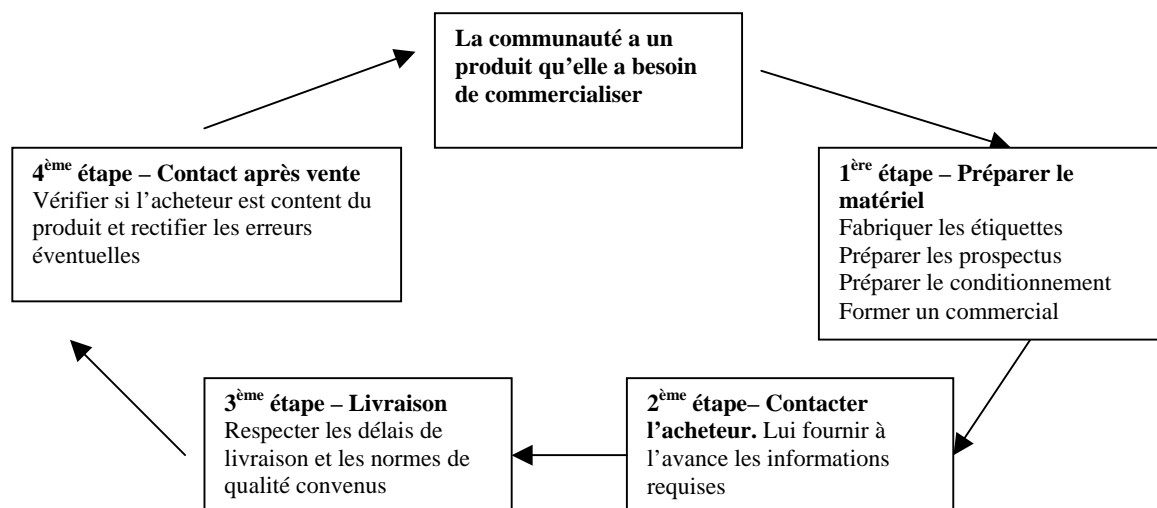 La communauté a un
produit qu’elle a besoin
de commercialiser
1ère étape – Préparer le
matériel
Fabriquer les étiquettes
Préparer les prospectus
Préparer le conditionnement
Former un commercial
2ème étape– Contacter
l’acheteur. Lui fournir à
l’avance les informations
requises
3ème étape – Livraison
Respecter les délais de
livraison et les normes de
qualité convenus
4ème étape – Contact après vente
Vérifier si l’acheteur est content du
produit et rectifier les erreurs
éventuelles